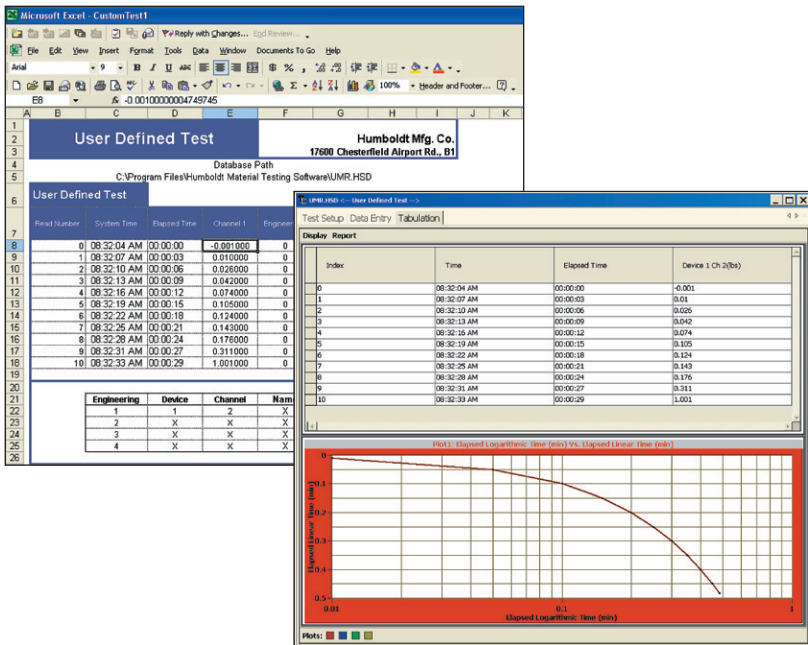 Microsoft Excel - CustomTest1
Reply with Changes... End Review...
File Edit View Insert Format Tools Data Window Documents To Go Help
Arial 9 B I U ABC $ % ,
100% Header and Footer...
E8 fx -0.00100000004749745
A B C D E F G H I J K
1
2 User Defined Test Humboldt Mfg. Co.
3 17600 Chesterfield Airport Rd., B1
4 Database Path
5 C:\Program Files\Humboldt Material Testing Software\UMR.HSD
6 User Defined Test
7 Read Number System Time Elapsed Time Channel 1 Engineer
8 0 08:32:04 AM 00:00:00 -0.001000 0
9 1 08:32:07 AM 00:00:03 0.010000 0
10 2 08:32:10 AM 00:00:06 0.026000 0
11 3 08:32:13 AM 00:00:09 0.042000 0
12 4 08:32:16 AM 00:00:12 0.074000 0
13 5 08:32:19 AM 00:00:15 0.105000 0
14 6 08:32:22 AM 00:00:18 0.124000 0
15 7 08:32:25 AM 00:00:21 0.143000 0
16 8 08:32:28 AM 00:00:24 0.176000 0
17 9 08:32:31 AM 00:00:27 0.311000 0
18 10 08:32:33 AM 00:00:29 1.001000 0
19
20
21 Engineering Device Channel Nam
22 1 1 2 X
23 2 X X X
24 3 X X X
25 4 X X X
26
UMR.HSD <-- User Defined Test -->
Test Setup Data Entry Tabulation
Display Report
Index Time Elapsed Time Device 1 Ch 2(lbs)
0 08:32:04 AM 00:00:00 -0.001
1 08:32:07 AM 00:00:03 0.01
2 08:32:10 AM 00:00:06 0.026
3 08:32:13 AM 00:00:09 0.042
4 08:32:16 AM 00:00:12 0.074
5 08:32:19 AM 00:00:15 0.105
6 08:32:22 AM 00:00:18 0.124
7 08:32:25 AM 00:00:21 0.143
8 08:32:28 AM 00:00:24 0.176
9 08:32:31 AM 00:00:27 0.311
10 08:32:33 AM 00:00:29 1.001
Plot1: Elapsed Logarithmic Time (min) Vs. Elapsed Linear Time (min)
Elapsed Linear Time (min)
0
0.1
0.2
0.3
0.4
0.5
0.01 0.1 1
Elapsed Logarithmic Time (min)
Plots: